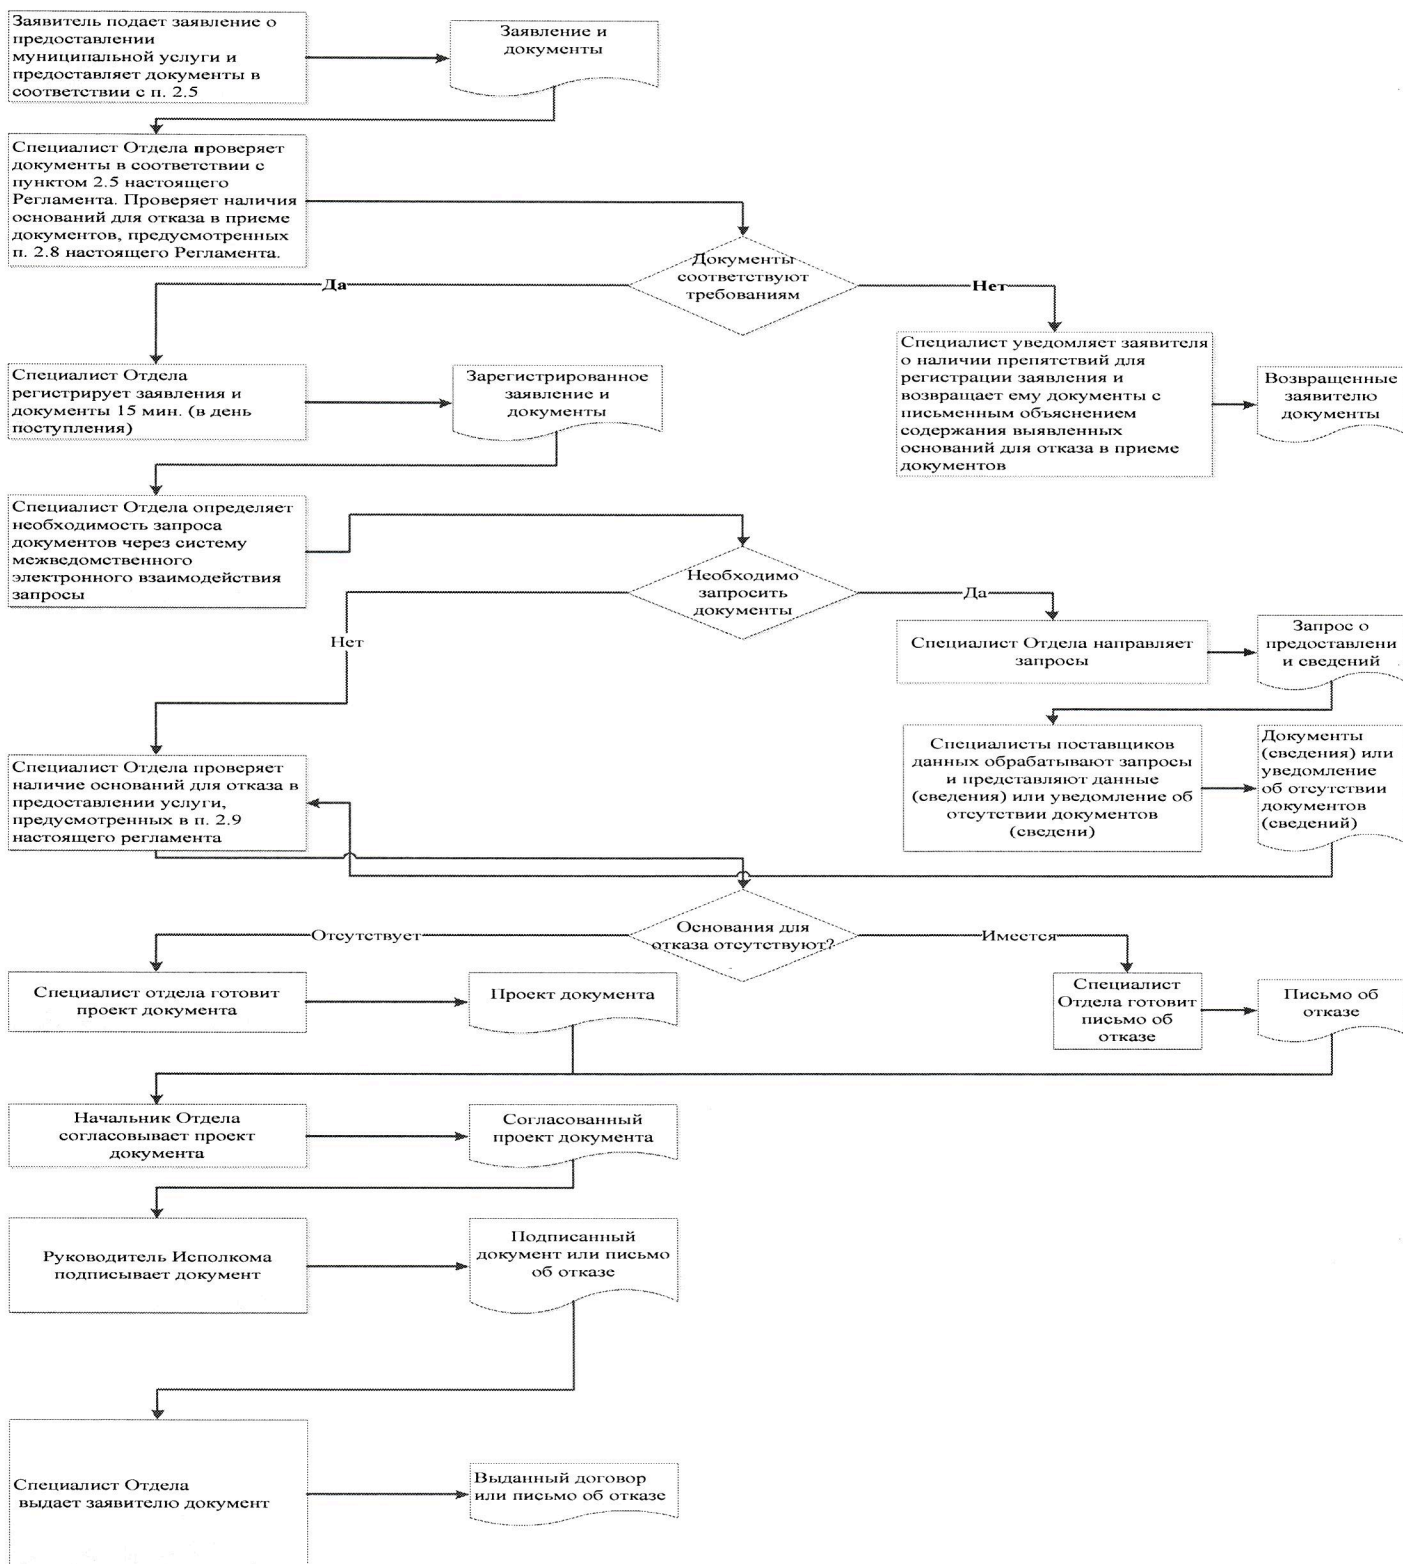 Заявитель подает заявление о
предоставлении
муниципальной услуги и
предоставляет документы в
соответствии с п. 2.5
Заявление и
документы
Специалист Отдела проверяет
документы в соответствии с
пунктом 2.5 настоящего
Регламента. Проверяет наличия
оснований для отказа в приеме
документов, предусмотренных
п. 2.8 настоящего Регламента.
Документы
соответствуют
требованиям
Да
Нет
Специалист Отдела
регистрирует заявления и
документы 15 мин. (в день
поступления)
Зарегистрированное
заявление и
документы
Специалист уведомляет заявителя
о наличии препятствий для
регистрации заявления и
возвращает ему документы с
письменным объяснением
содержания выявленных
оснований для отказа в приеме
документов
Возвращенные
заявителю
документы
Специалист Отдела определяет
необходимость запроса
документов через систему
межведомственного
электронного взаимодействия
запросы
Необходимо
запросить
документы
Нет
Да
Специалист Отдела направляет
запросы
Запрос о
предоставлени
и сведений
Специалисты поставщиков
данных обрабатывают запросы
и представляют данные
(сведения) или уведомление об
отсутствии документов
(сведени)
Документы
(сведения) или
уведомление
об отсутствии
документов
(сведений)
Специалист Отдела проверяет
наличие оснований для отказа в
предоставлении услуги,
предусмотренных в п. 2.9
настоящего регламента
Основания для
отказа отсутствуют?
Отсутствует
Имеется
Специалист отдела готовит
проект документа
Проект документа
Специалист
Отдела готовит
письмо об
отказе
Письмо об
отказе
Начальник Отдела
согласовывает проект
документа
Согласованный
проект документа
Руководитель Исполкома
подписывает документ
Подписанный
документ или письмо
об отказе
Специалист Отдела
выдает заявителю документ
Выданный договор
или письмо об отказе